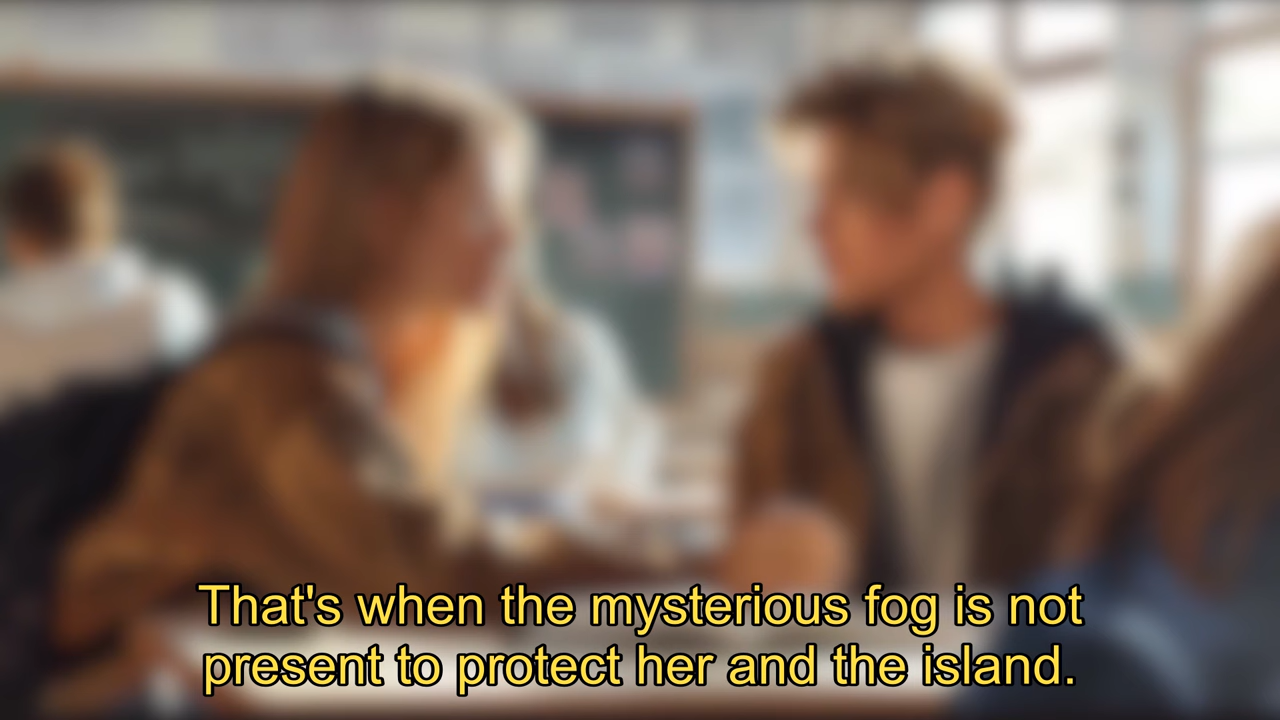 That's when the mysterious fog is not
present to protect her and the island.